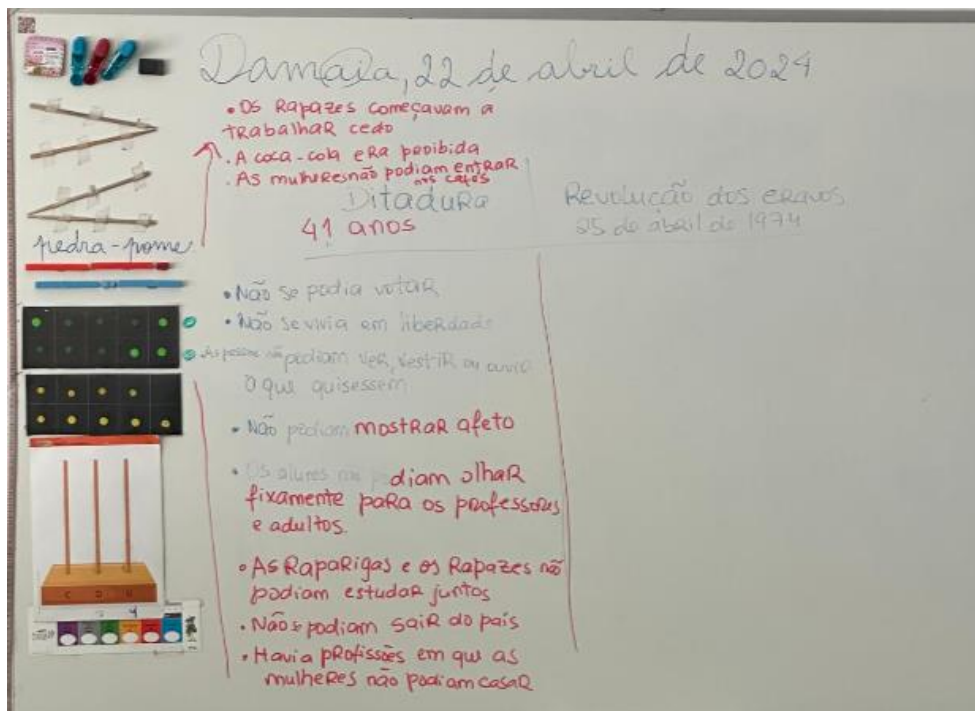 Damaia, 22 de abril de 2024
• Os Rapazes começavam a
trabalhar cedo
• A coca-cola era proibida
• As mulheres não podiam entrar
nos cafés
Ditadura
41 anos
Revolução dos cravos
25 de abril de 1974
pedra-pome
• Não se podia votar
• Não se vivia em liberdade
• As pessoas não podiam ver, vestir ou ouvir
o que quisessem
• Não podiam mostrar afeto
• Os alunos não podiam olhar
fixamente para os professores
e adultos.
• As Raparigas e os Rapazes não
podiam estudar juntos
• Não podiam sair do país
• Havia profissões em que as
mulheres não podiam casar
C D U